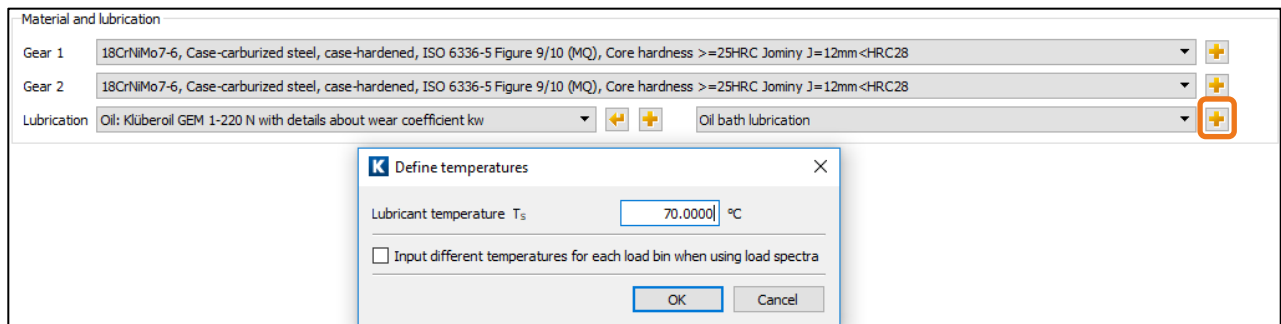 Material and lubrication
Gear 1 18CrNiMo7-6, Case-carburized steel, case-hardened, ISO 6336-5 Figure 9/10 (MQ), Core hardness >=25HRC Jominy J=12mm<HRC28
Gear 2 18CrNiMo7-6, Case-carburized steel, case-hardened, ISO 6336-5 Figure 9/10 (MQ), Core hardness >=25HRC Jominy J=12mm<HRC28
Lubrication Oil: Klüberoil GEM 1-220 N with details about wear coefficient kw Oil bath lubrication
K Define temperatures
Lubricant temperature Ts 70.0000 °C
Input different temperatures for each load bin when using load spectra
OK Cancel